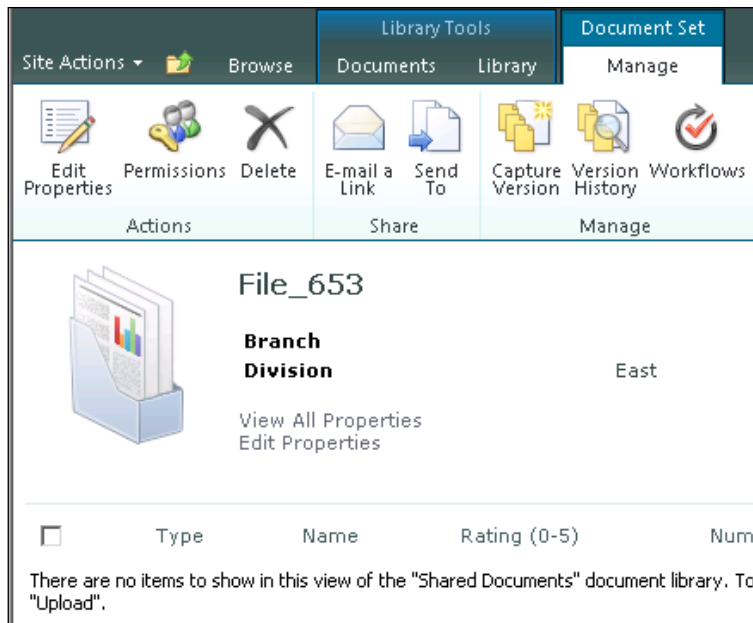 Library Tools Document Set
Site Actions Browse Documents Library Manage
Edit Properties Permissions Delete E-mail a Link Send To Capture Version Version History Workflows
Actions Share Manage
File_653
Branch
Division East
View All Properties
Edit Properties
Type Name Rating (0-5) Num
There are no items to show in this view of the "Shared Documents" document library. To
"Upload".